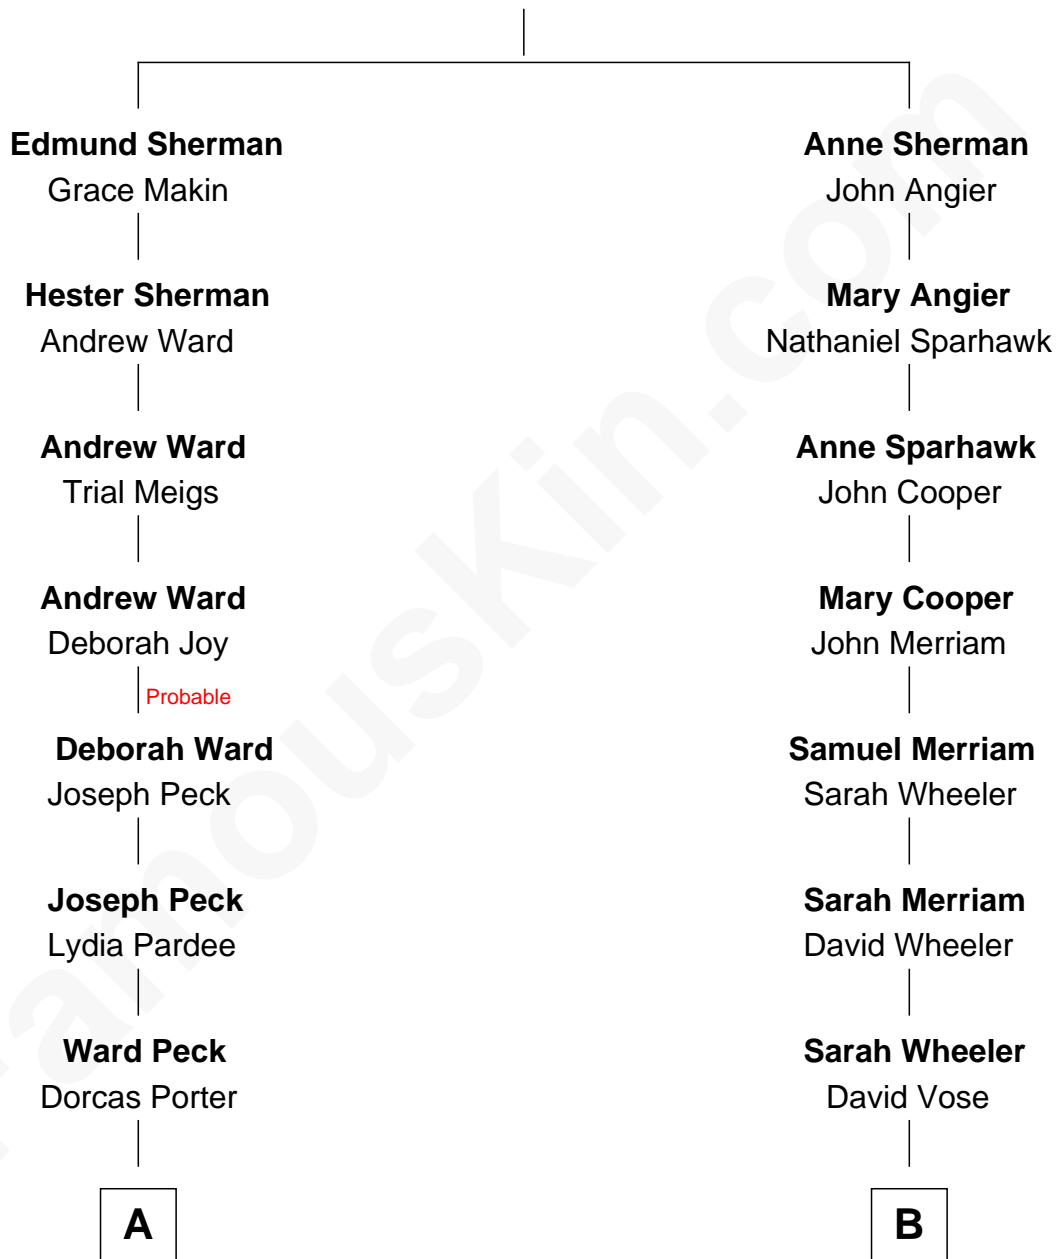 Edmund Sherman
Grace Makin
Hester Sherman
Andrew Ward
Andrew Ward
Trial Meigs
Andrew Ward
Deborah Joy
Probable
Deborah Ward
Joseph Peck
Joseph Peck
Lydia Pardee
Ward Peck
Dorcas Porter
A
Anne Sherman
John Angier
Mary Angier
Nathaniel Sparhawk
Anne Sparhawk
John Cooper
Mary Cooper
John Merriam
Samuel Merriam
Sarah Wheeler
Sarah Merriam
David Wheeler
Sarah Wheeler
David Vose
B
FamousKin.com